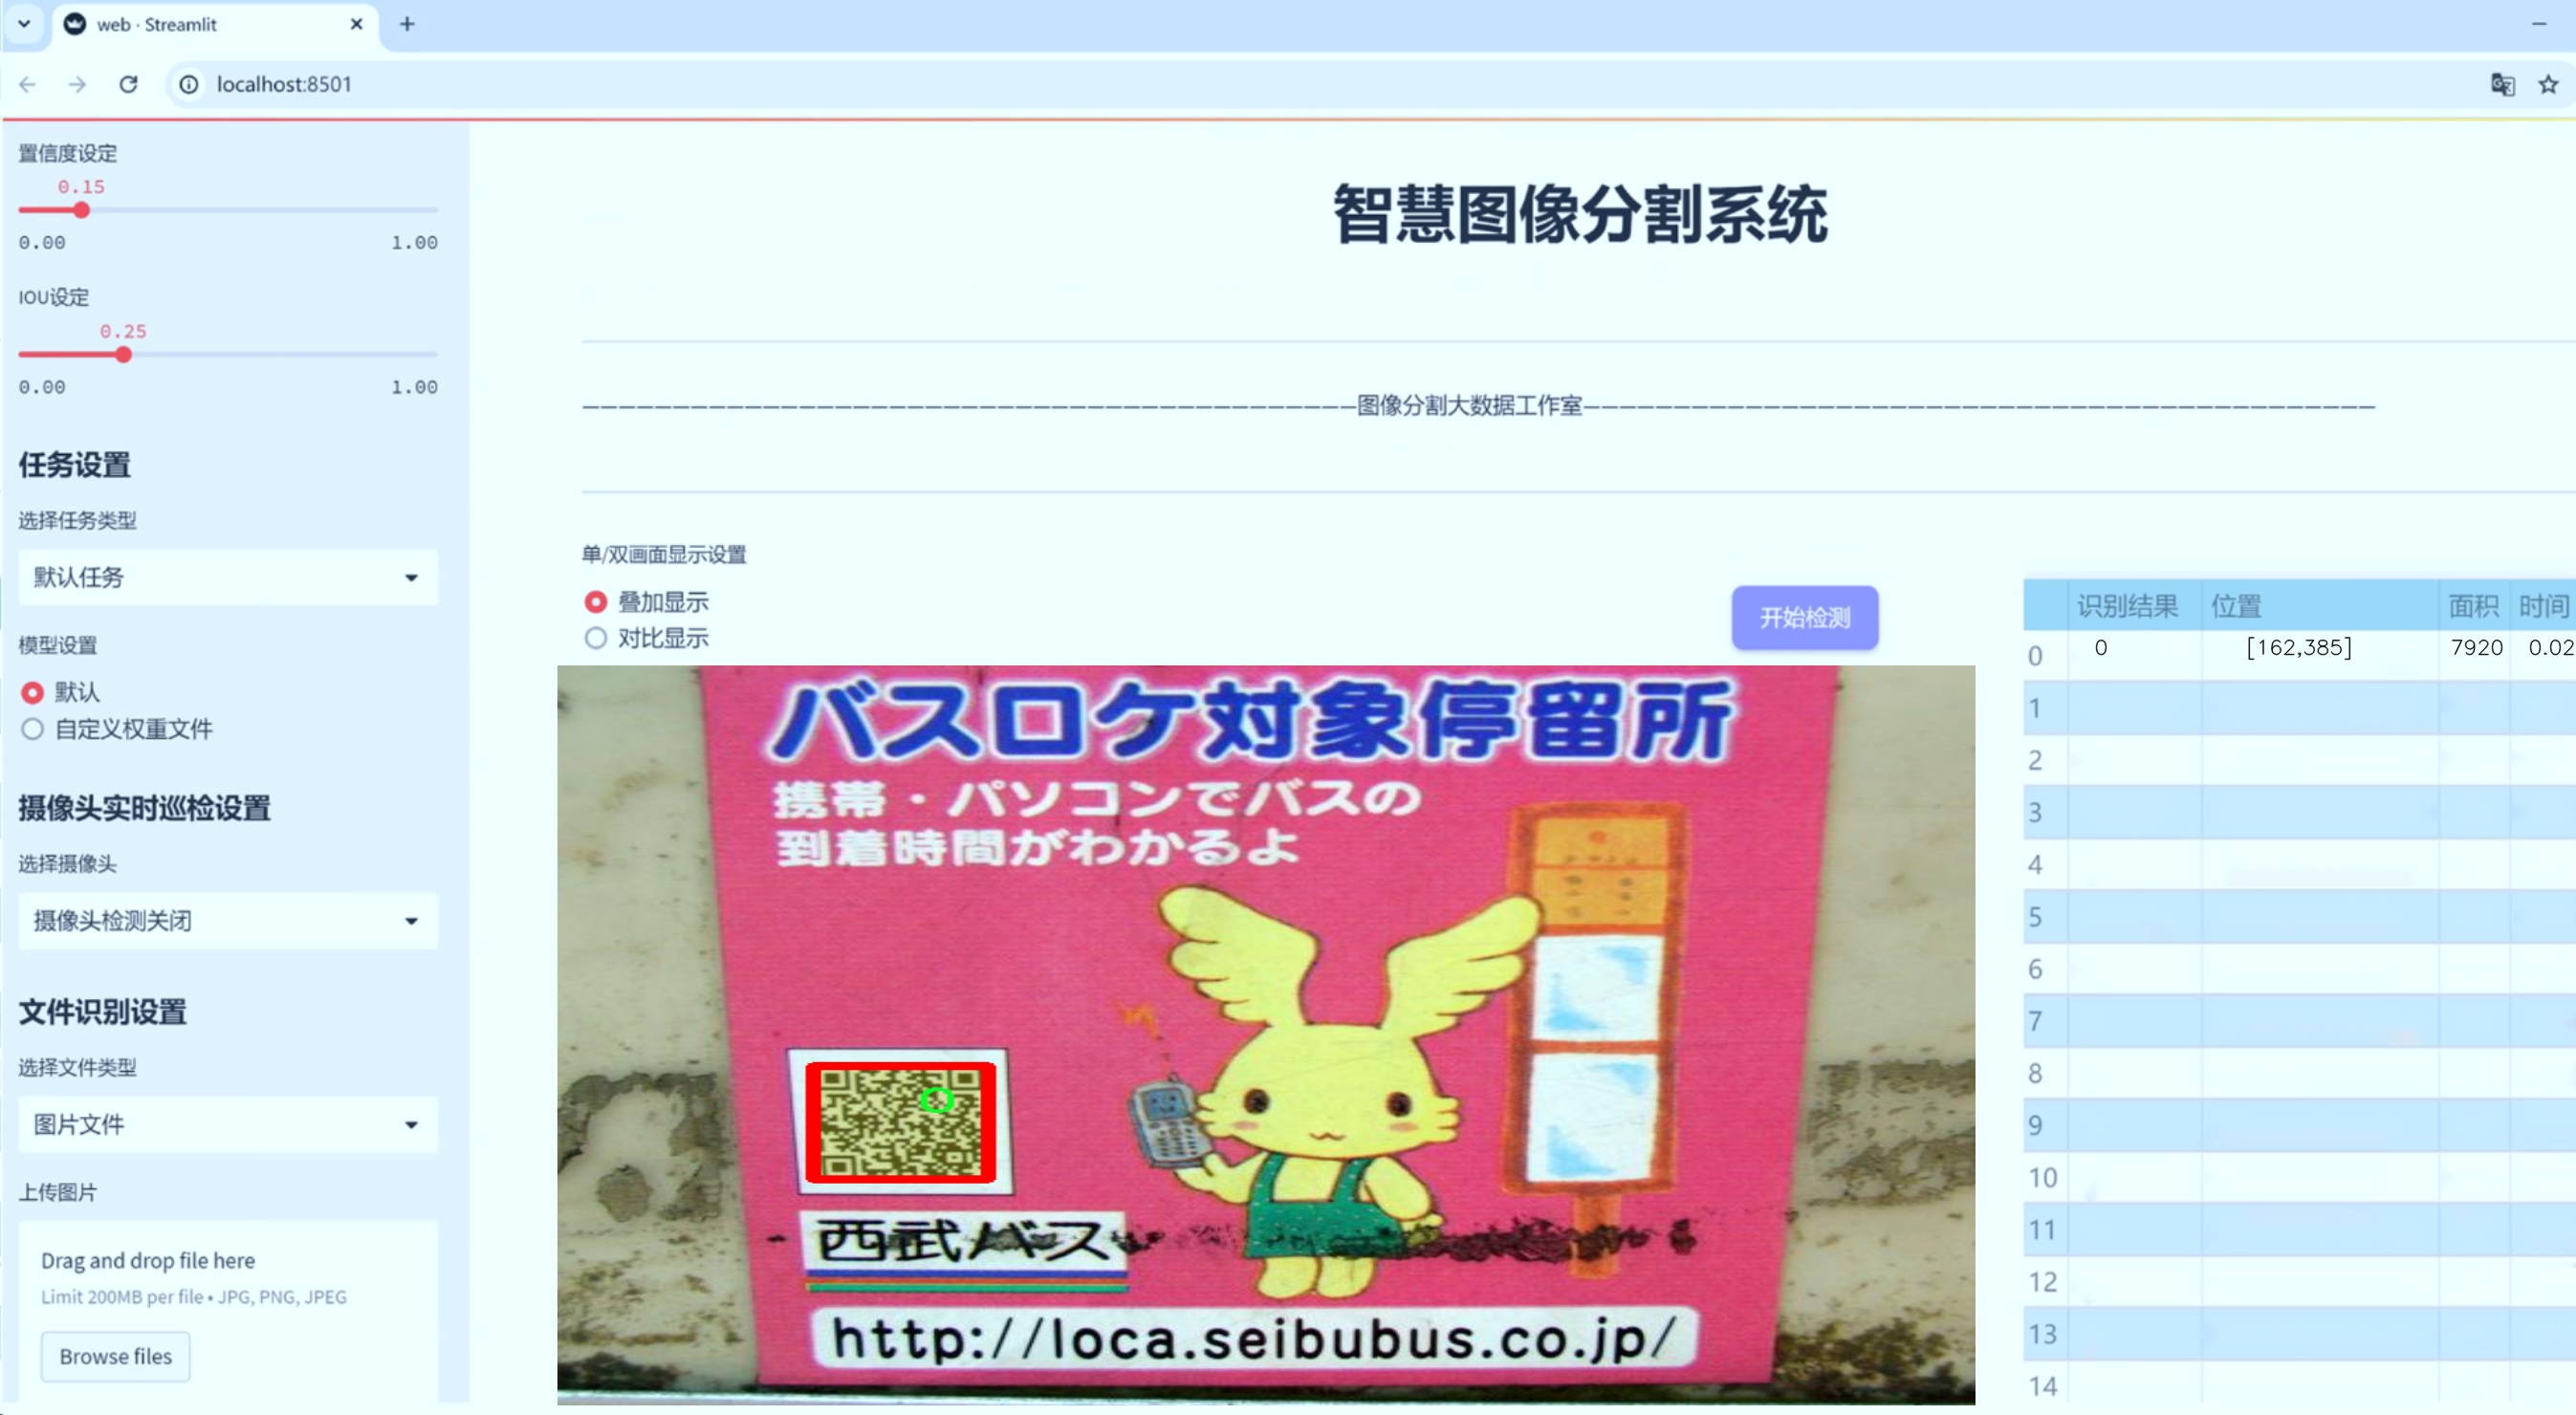 web · Streamlit
localhost:8501
置信度设定
0.15
0.00 1.00
IOU设定
0.25
0.00 1.00
任务设置
选择任务类型
默认任务
模型设置
默认
自定义权重文件
摄像头实时巡检设置
选择摄像头
摄像头检测关闭
文件识别设置
选择文件类型
图片文件
上传图片
Drag and drop file here
Limit 200MB per file • JPG, PNG, JPEG
Browse files
智慧图像分割系统
———————————————————————————————————————————图像分割大数据工作室————————————————————————————————————————————
单/双画面显示设置
叠加显示
对比显示
开始检测
バスロケ対象停留所
携帯・パソコンでバスの
到着時間がわかるよ
西武バス
http://loca.seibubus.co.jp/
识别结果 位置 面积 时间
0 0 [162,385] 7920 0.02
1
2
3
4
5
6
7
8
9
10
11
12
13
14